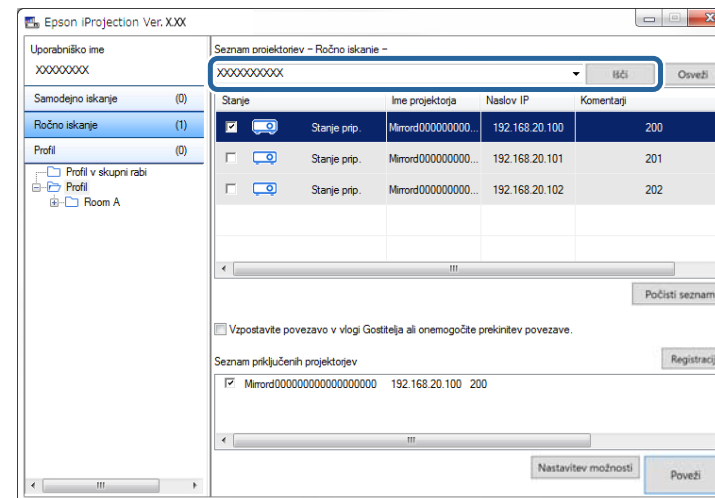 Epson iProjection Ver. X.XX
Uporabniško ime
XXXXXXXX
Samodejno iskanje (0)
Ročno iskanje (1)
Profil (0)
Profil v skupni rabi
Profil
Room A
Seznam projektorjev - Ročno iskanje -
XXXXXXXXXX Išči Osveži
Stanje Ime projektorja Naslov IP Komentarji
Stanje prip. Mirrord000000000... 192.168.20.100 200
Stanje prip. Mirrord000000000... 192.168.20.101 201
Stanje prip. Mirrord000000000... 192.168.20.102 202
Počisti seznam
Vzpostavite povezavo v vlogi Gostitelja ali onemogočite prekinitev povezave.
Seznam priključenih projektorjev
Registracij
Mirrord000000000000000000 192.168.20.100 200
Nastavitev možnosti
Poveži